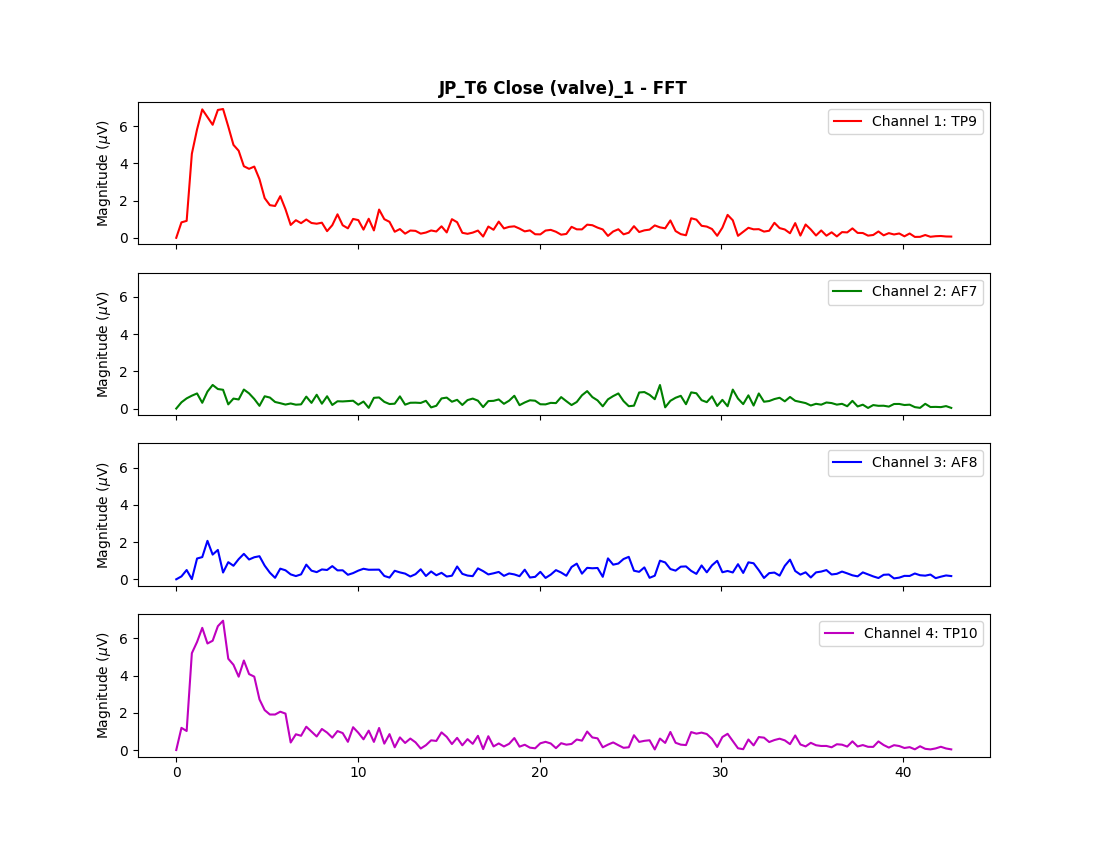 JP_T6 Close (valve)_1 - FFT
Magnitude (μV)
6
4
2
0
Channel 1: TP9
Magnitude (μV)
6
4
2
0
Channel 2: AF7
Magnitude (μV)
6
4
2
0
Channel 3: AF8
Magnitude (μV)
6
4
2
0
Channel 4: TP10
0 10 20 30 40